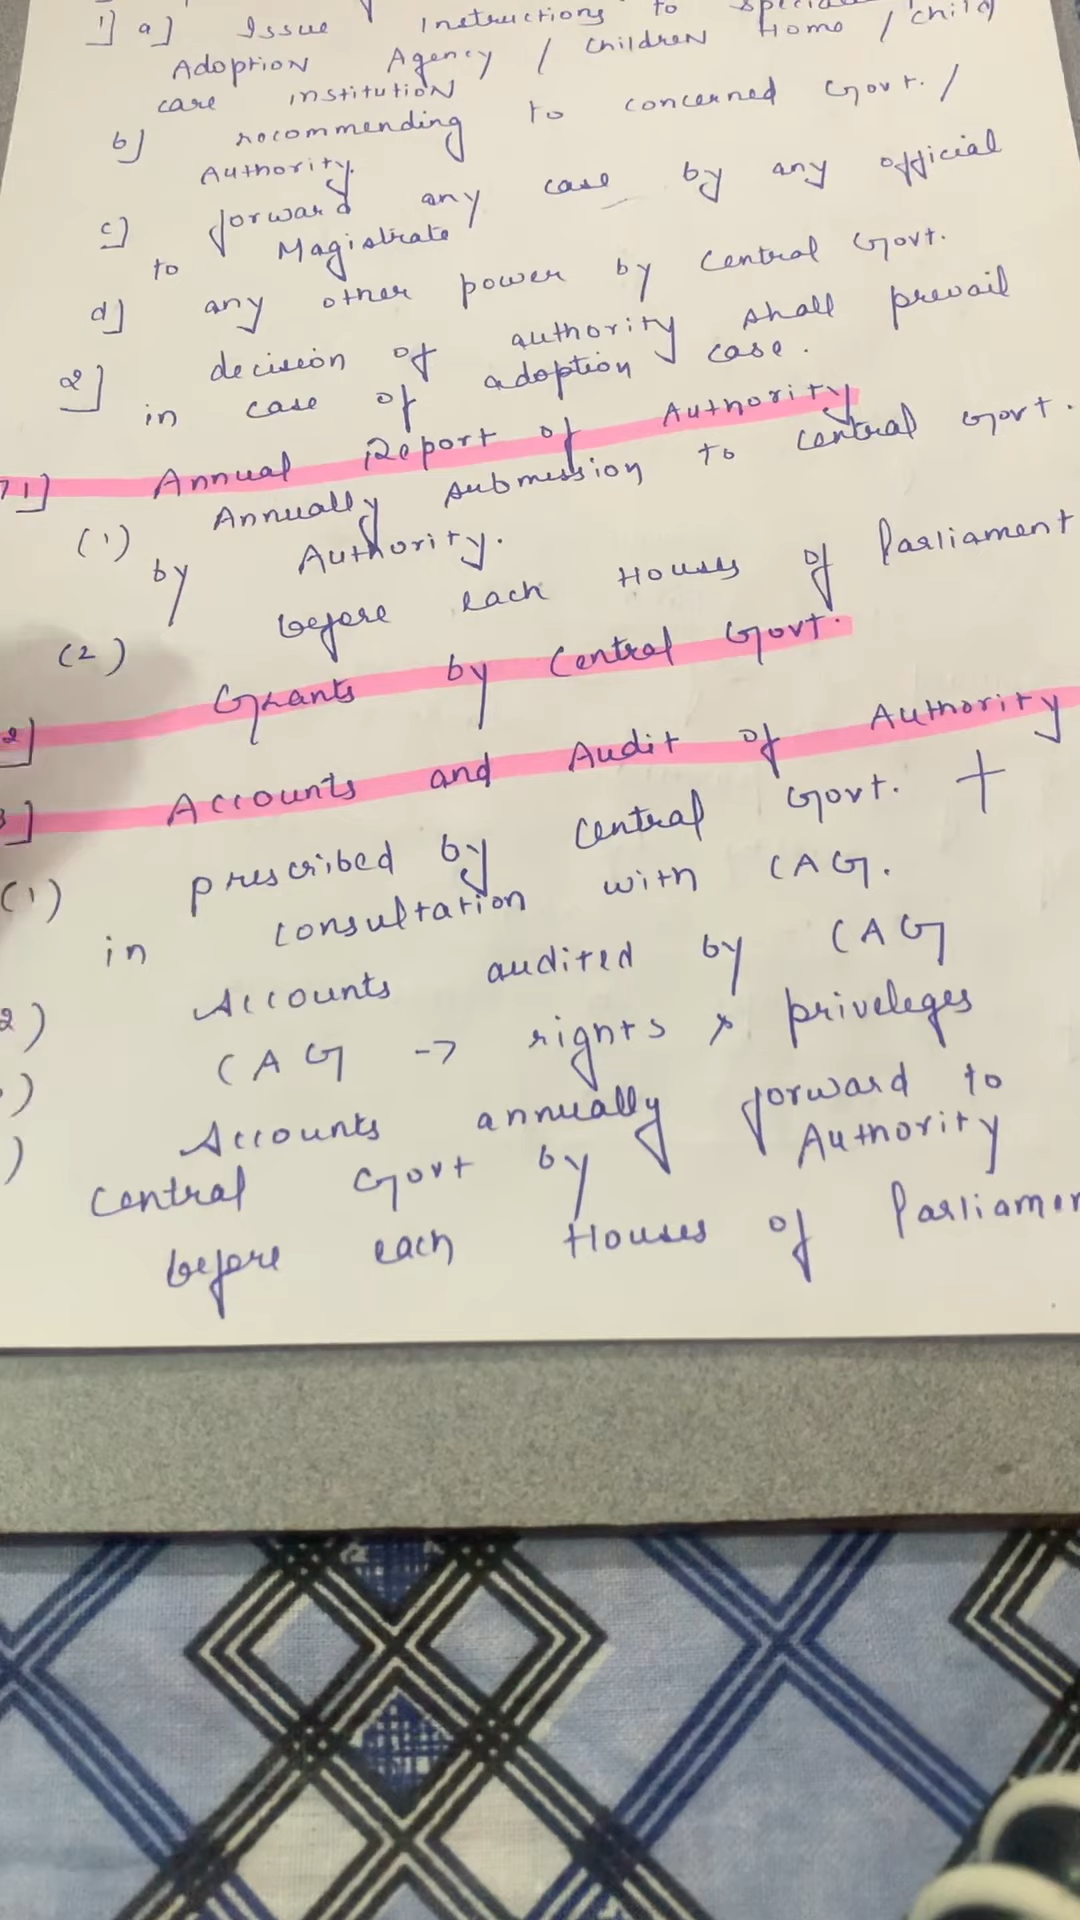 1] a] Issue Instructions to
Adoption Agency / Children Home / Child
care institution
b] recommending to concerned Govt. /
Authority.
c] forward any case by any official
to Magistrate
d] any other power by Central Govt.
2] decision of authority shall prevail
in case of adoption case.
71] Annual Report of Authority
(1) Annually submission to central Govt.
by Authority.
(2) before each Houses of Parliament
2] Grants by Central Govt.
3] Accounts and Audit of Authority
(1) prescribed by Central Govt. +
in consultation with CAG.
2) Accounts audited by CAG
) CAG -> rights & priveleges
) Accounts annually forward to
Central Govt by Authority
before each Houses of Parliamen